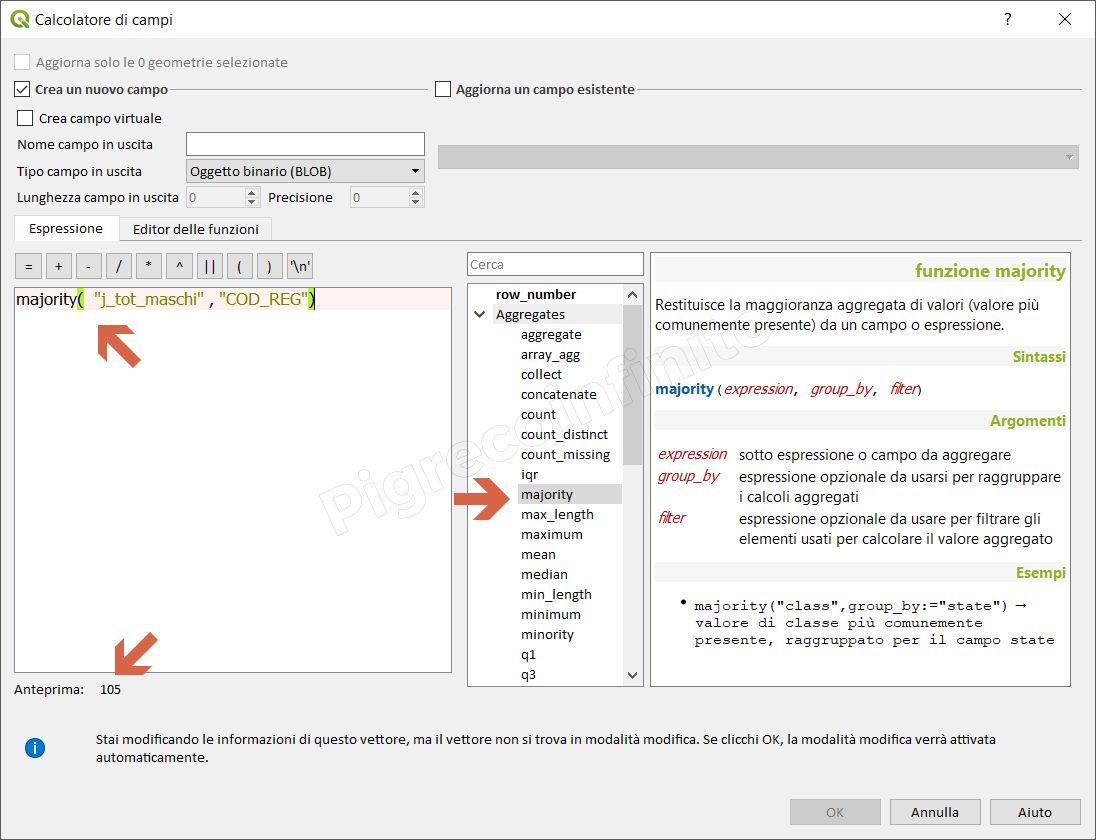 Calcolatore di campi
?
Aggiorna solo le 0 geometrie selezionate
Crea un nuovo campo
Aggiorna un campo esistente
Crea campo virtuale
Nome campo in uscita
Tipo campo in uscita Oggetto binario (BLOB)
Lunghezza campo in uscita 0 Precisione 0
Espressione Editor delle funzioni
= + - / * ^ || ( ) '\n'
majority( "j_tot_maschi" , "COD_REG")
Anteprima: 105
Cerca
row_number
Aggregates
aggregate
array_agg
collect
concatenate
count
count_distinct
count_missing
iqr
majority
max_length
maximum
mean
median
min_length
minimum
minority
q1
q3
funzione majority
Restituisce la maggioranza aggregata di valori (valore più
comunemente presente) da un campo o espressione.
Sintassi
majority(expression, group_by, filter)
Argomenti
expression sotto espressione o campo da aggregare
group_by espressione opzionale da usarsi per raggruppare
i calcoli aggregati
filter espressione opzionale da usare per filtrare gli
elementi usati per calcolare il valore aggregato
Esempi
• majority("class",group_by:="state") →
valore di classe più comunemente
presente, raggruppato per il campo state
Pigrecoinfinito
i
Stai modificando le informazioni di questo vettore, ma il vettore non si trova in modalità modifica. Se clicchi OK, la modalità modifica verrà attivata
automaticamente.
OK Annulla Aiuto